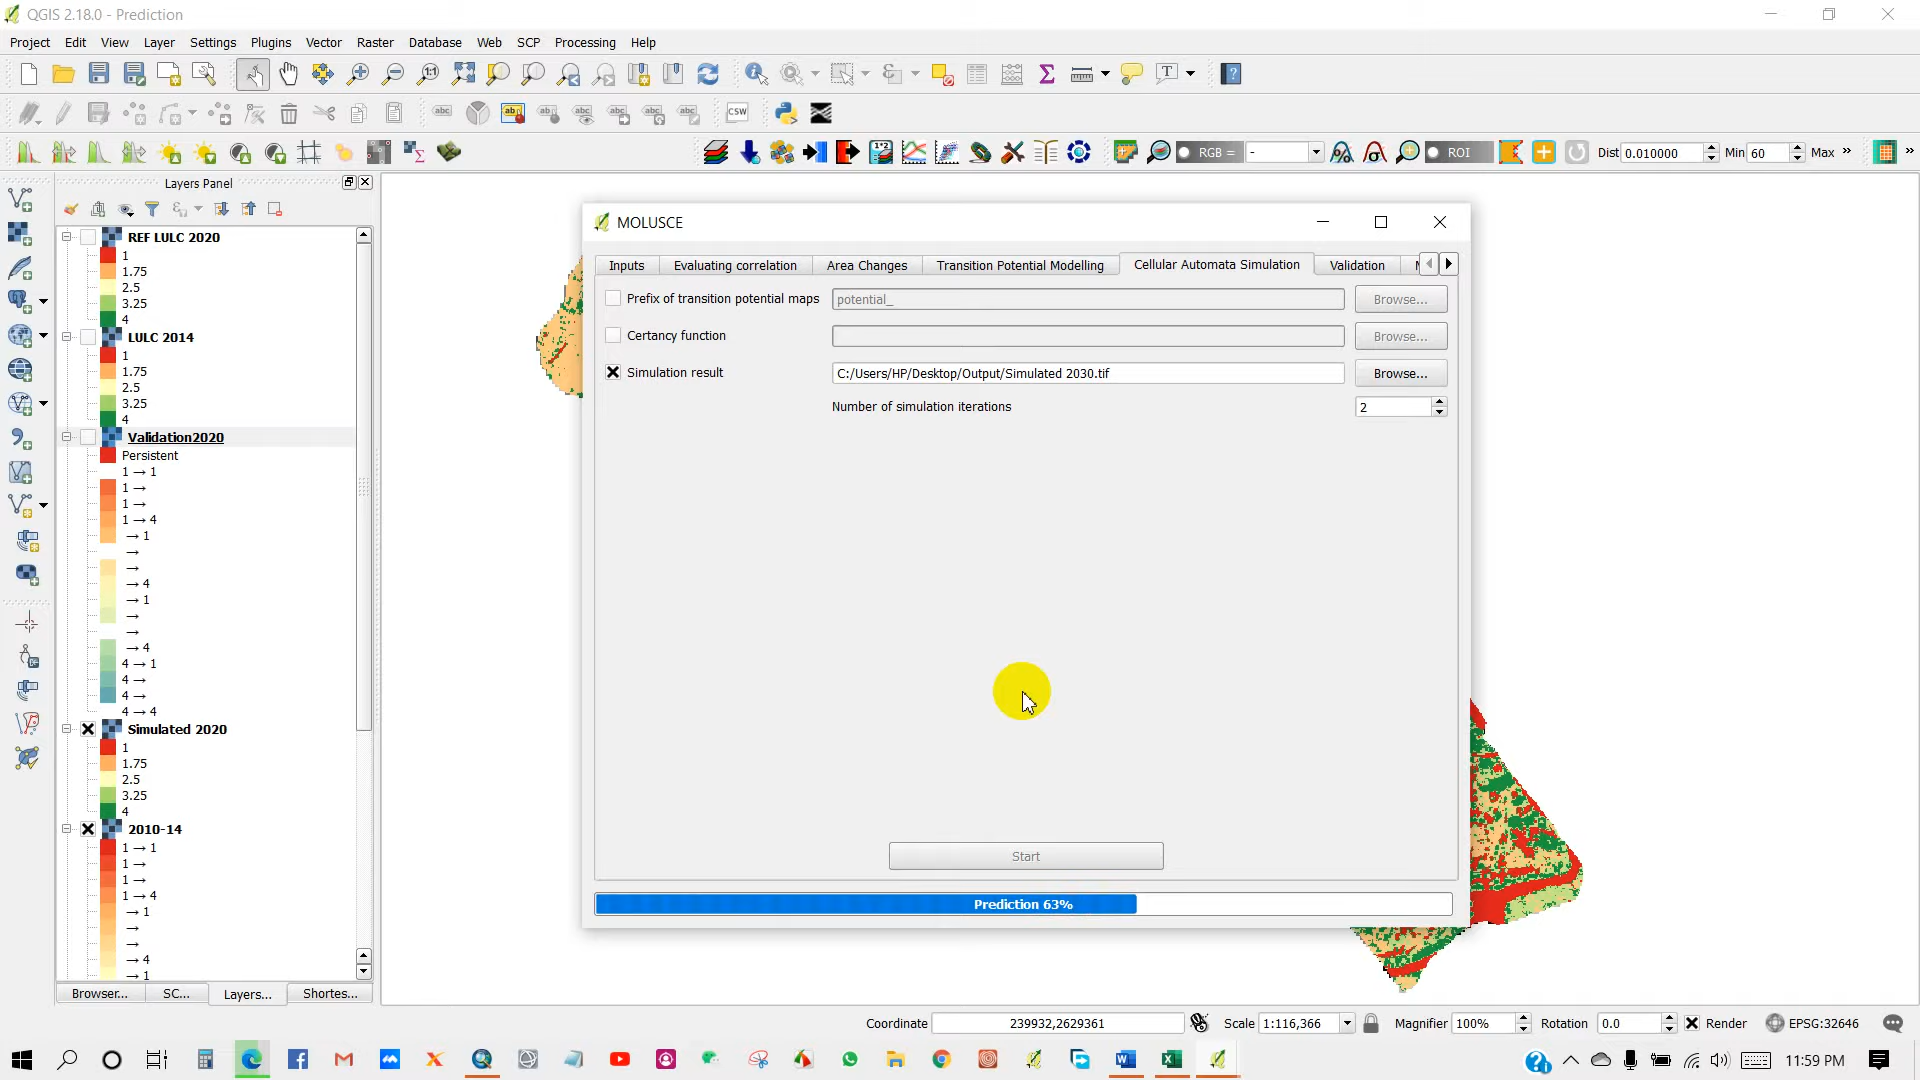 QGIS 2.18.0 - Prediction
Project Edit View Layer Settings Plugins Vector Raster Database Web SCP Processing Help
CSW
RGB = - ROI Dist 0.010000 Min 60 Max »
Layers Panel
REF LULC 2020
1
1.75
2.5
3.25
4
LULC 2014
1
1.75
2.5
3.25
4
Validation2020
Persistent
1 → 1
1 →
1 →
1 → 4
→ 1
→
→
→ 4
→ 1
→
→
→ 4
4 → 1
4 →
4 →
4 → 4
Simulated 2020
1
1.75
2.5
3.25
4
2010-14
1 → 1
1 →
1 →
1 → 4
→ 1
→
→
→ 4
→ 1
Browser... SC... Layers... Shortes...
MOLUSCE
Inputs Evaluating correlation Area Changes Transition Potential Modelling Cellular Automata Simulation Validation
Prefix of transition potential maps potential_ Browse...
Certancy function Browse...
Simulation result C:/Users/HP/Desktop/Output/Simulated 2030.tif Browse...
Number of simulation iterations 2
Start
Prediction 63%
Coordinate 239932,2629361 Scale 1:116,366 Magnifier 100% Rotation 0.0 Render EPSG:32646
11:59 PM